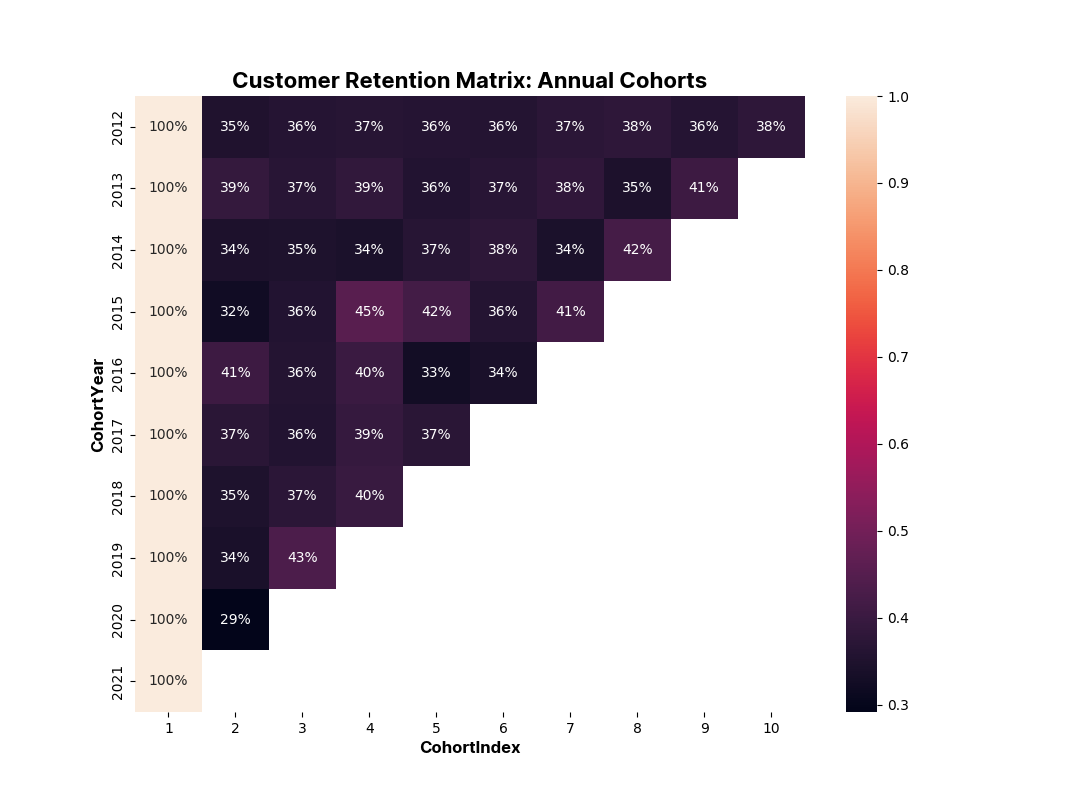 Customer Retention Matrix: Annual Cohorts
CohortYear
2012 100% 35% 36% 37% 36% 36% 37% 38% 36% 38%
2013 100% 39% 37% 39% 36% 37% 38% 35% 41%
2014 100% 34% 35% 34% 37% 38% 34% 42%
2015 100% 32% 36% 45% 42% 36% 41%
2016 100% 41% 36% 40% 33% 34%
2017 100% 37% 36% 39% 37%
2018 100% 35% 37% 40%
2019 100% 34% 43%
2020 100% 29%
2021 100%
1 2 3 4 5 6 7 8 9 10
CohortIndex
1.0
0.9
0.8
0.7
0.6
0.5
0.4
0.3